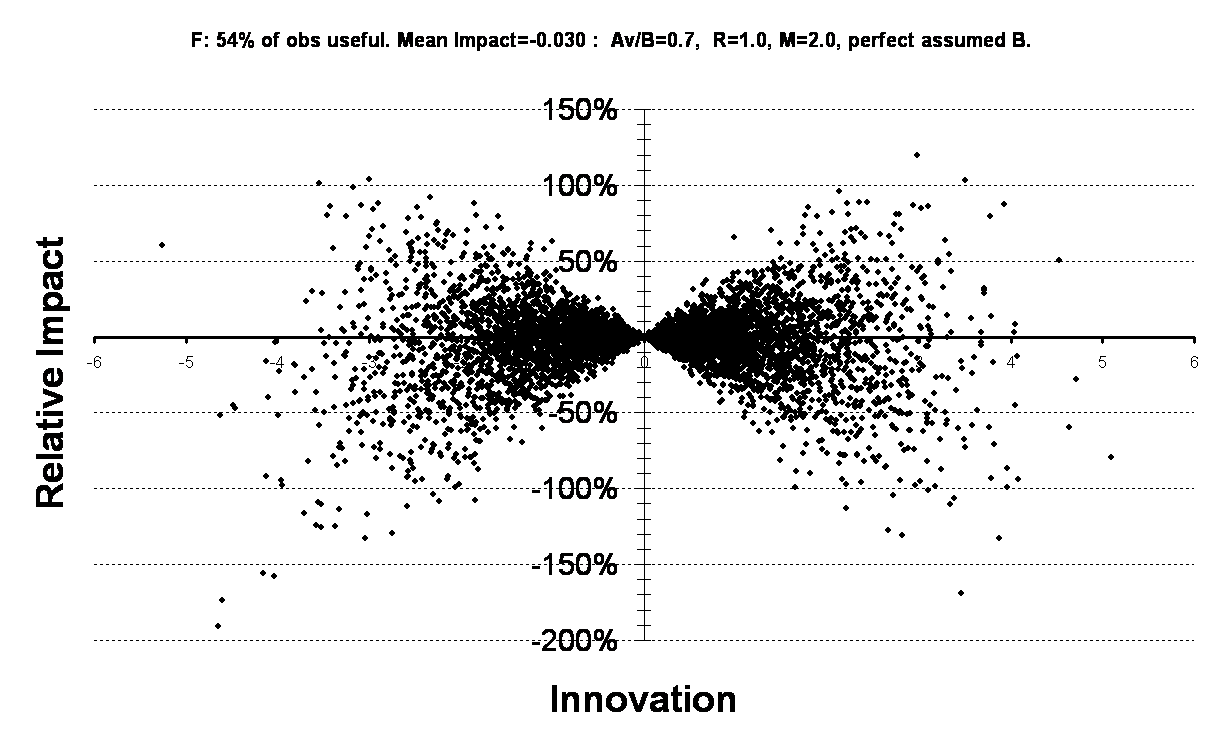 F: 54% of obs useful. Mean Impact=-0.030 : Av/B=0.7, R=1.0, M=2.0, perfect assumed B.
150%
100%
50%
-6 -5 -4 -3 0 4 5 6
-50%
-100%
-150%
-200%
Relative Impact
Innovation